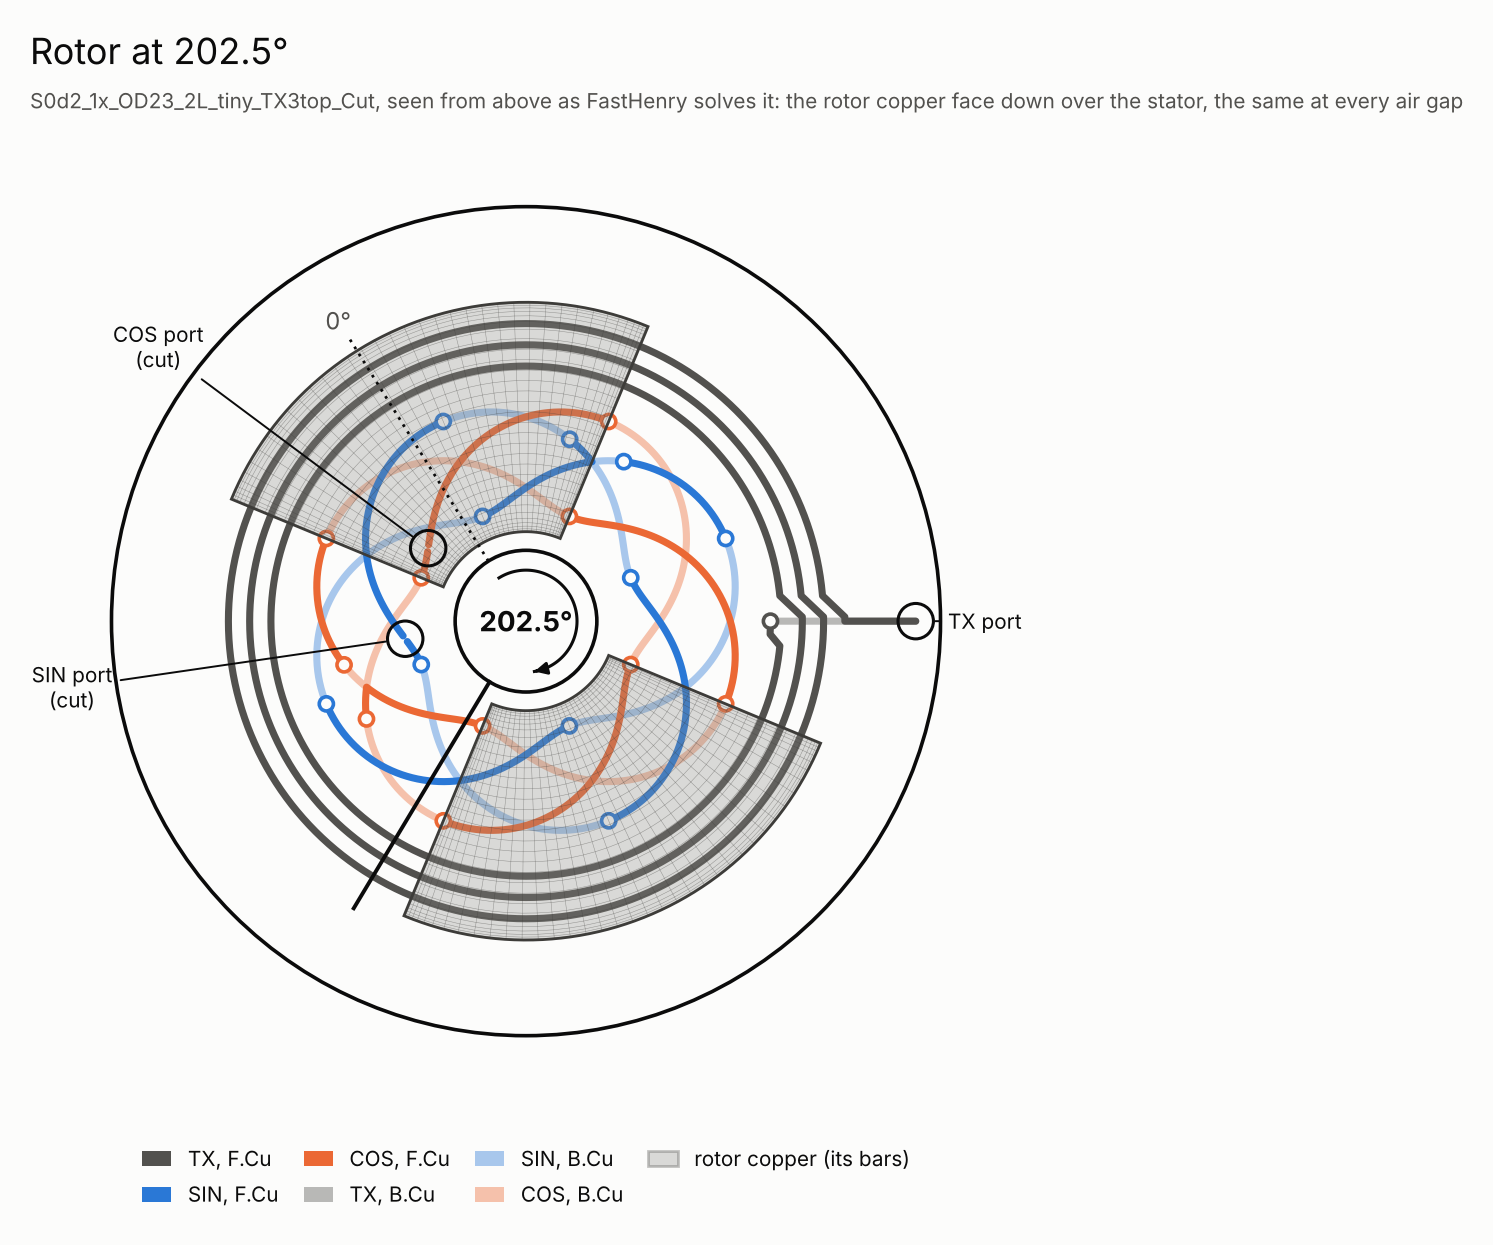 Rotor at 202.5°
S0d2_1x_OD23_2L_tiny_TX3top_Cut, seen from above as FastHenry solves it: the rotor copper face down over the stator, the same at every air gap
0°
COS port
(cut)
202.5°
TX port
SIN port
(cut)
TX, F.Cu
COS, F.Cu
SIN, B.Cu
rotor copper (its bars)
SIN, F.Cu
TX, B.Cu
COS, B.Cu